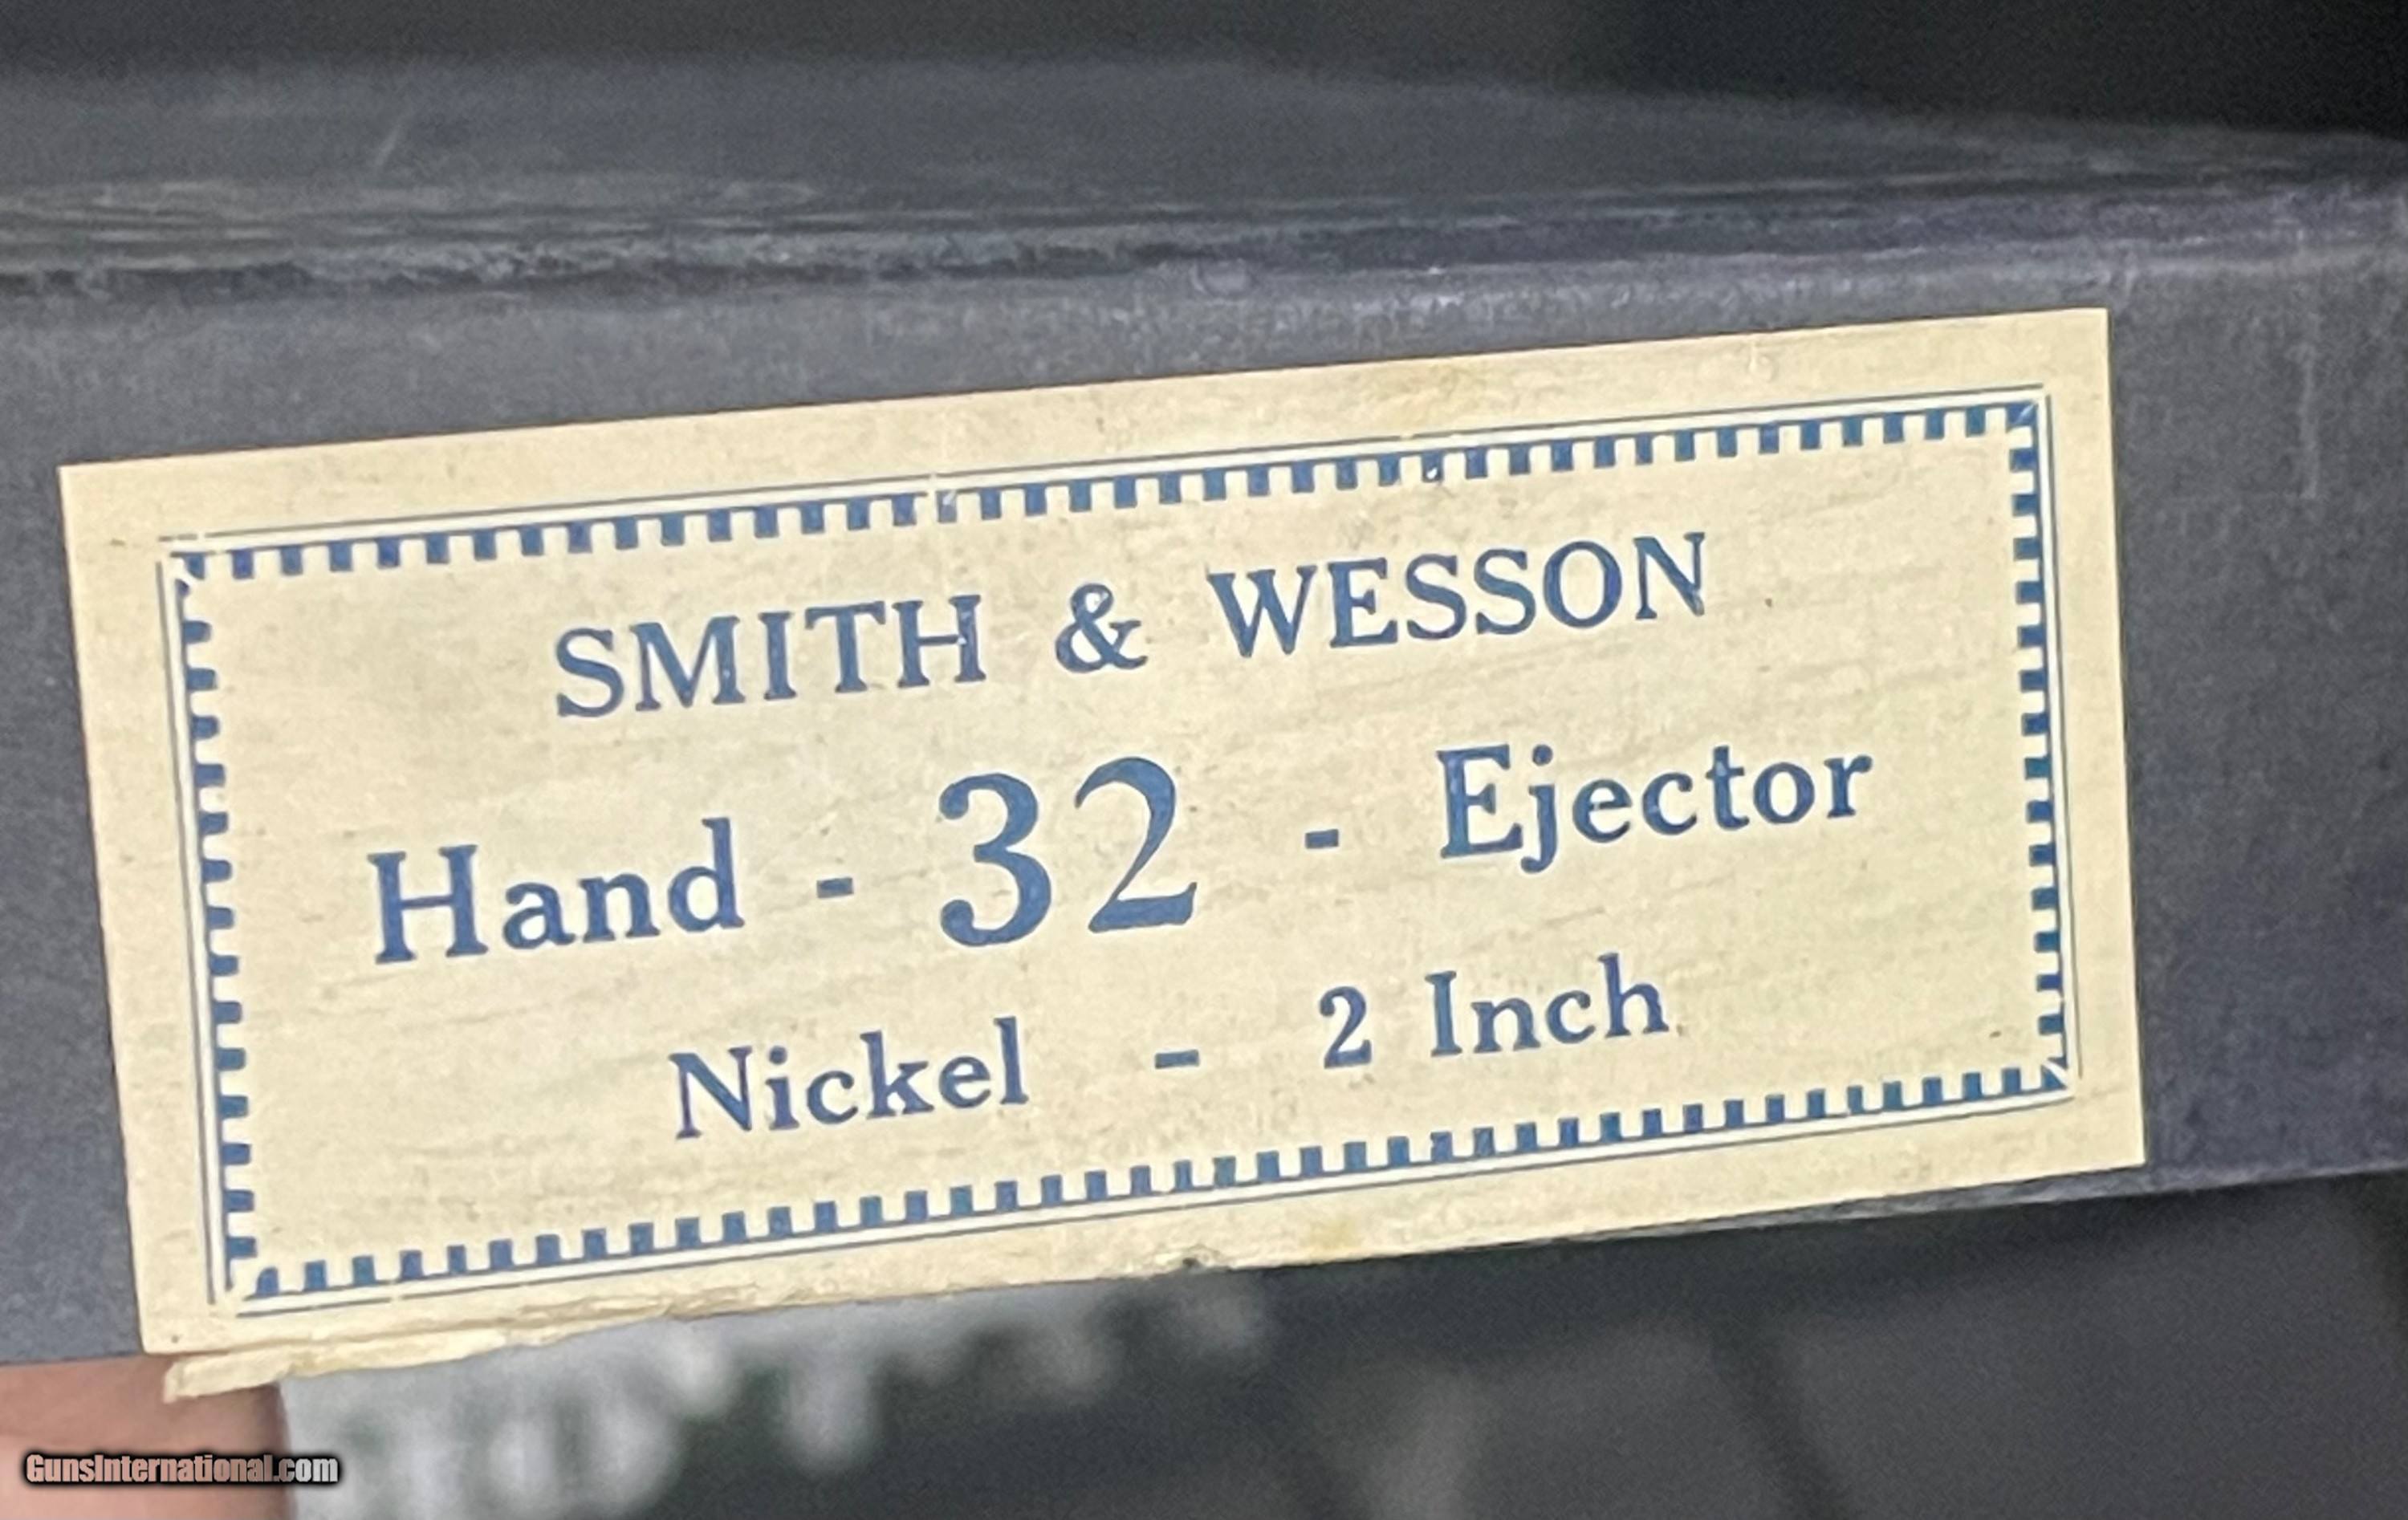 SMITH & WESSON
Hand - 32 - Ejector
Nickel - 2 Inch
GunsInternational.com